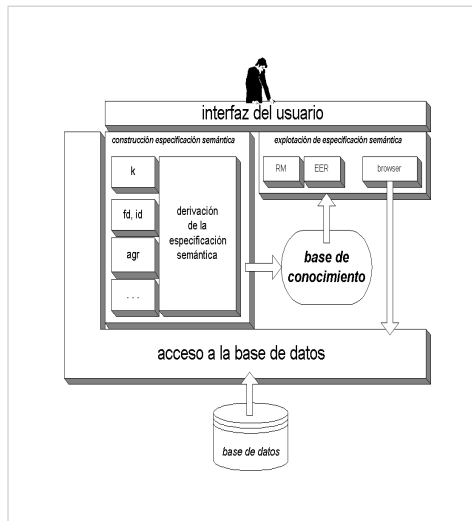 interfaz del usuario
construcción especificación semántica
explotación de especificación semántica
k
fd, id
agr
. . .
derivación
de la
especificación
semántica
RM
EER
browser
base de
conocimiento
acceso a la base de datos
base de datos